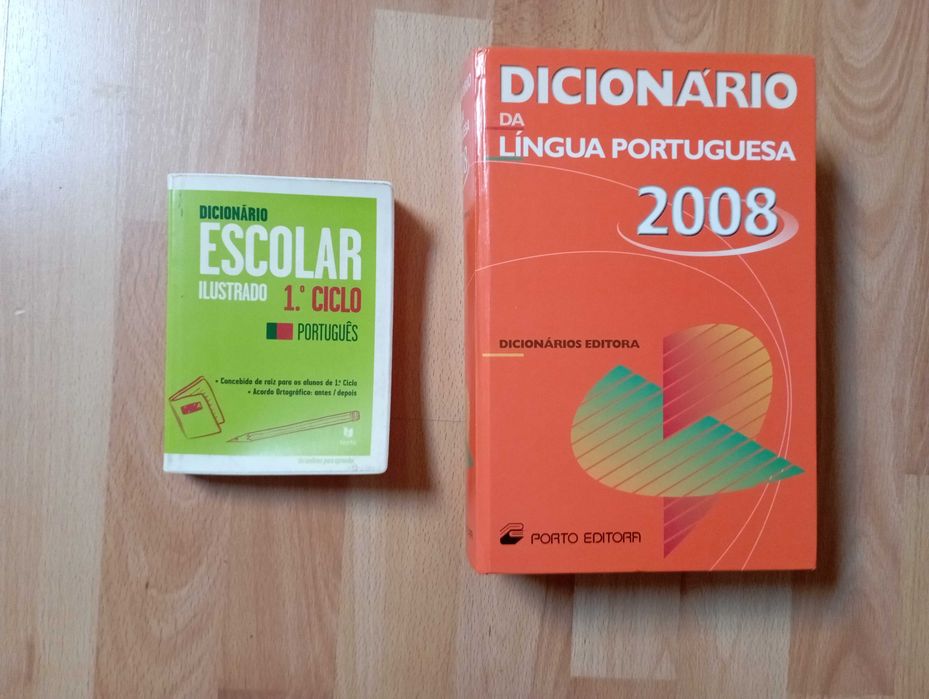 DICIONÁRIO
ESCOLAR
ILUSTRADO 1.º CICLO
PORTUGUÊS
• Concebido de raiz para os alunos do 1.º Ciclo
• Acordo Ortográfico: antes / depois
texto
DICIONÁRIO
DA
LÍNGUA PORTUGUESA
2008
DICIONÁRIOS EDITORA
PORTO EDITORA